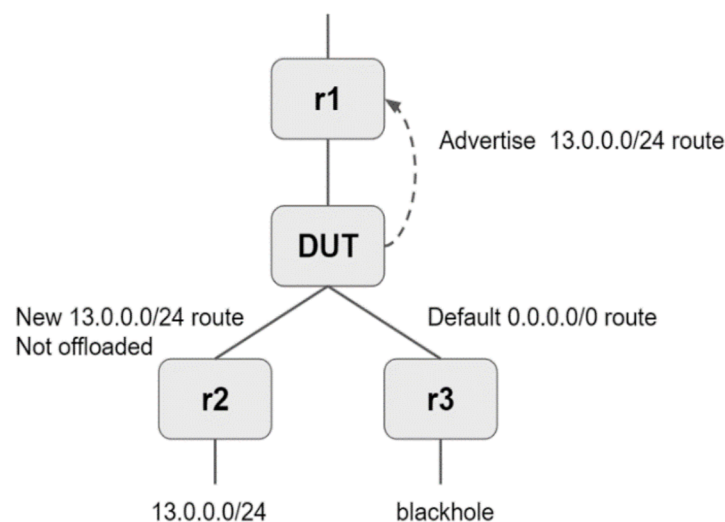 r1
Advertise 13.0.0.0/24 route
DUT
New 13.0.0.0/24 route
Not offloaded
Default 0.0.0.0/0 route
r2
r3
13.0.0.0/24
blackhole